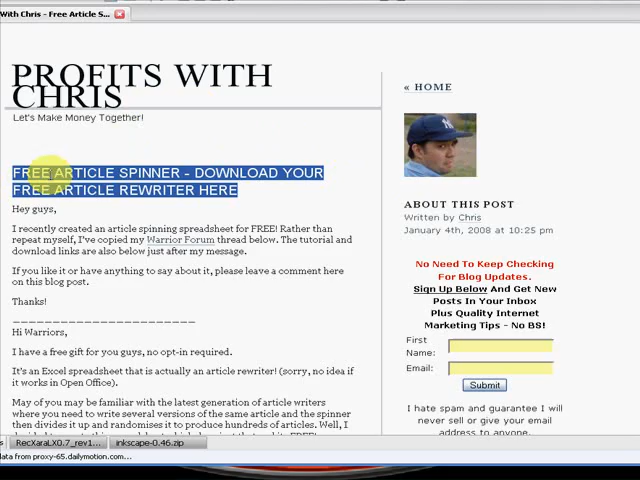 With Chris - Free Article S...
PROFITS WITH
CHRIS
Let's Make Money Together!
FREE ARTICLE SPINNER - DOWNLOAD YOUR
FREE ARTICLE REWRITER HERE
Hey guys,
I recently created an article spinning spreadsheet for FREE! Rather than
repeat myself, I've copied my Warrior Forum thread below. The tutorial and
download links are also below just after my message.
If you like it or have anything to say about it, please leave a comment here
on this blog post.
Thanks!
_______________________
Hi Warriors,
I have a free gift for you guys, no opt-in required.
It's an Excel spreadsheet that is actually an article rewriter! (sorry, no idea if
it works in Open Office).
May of you may be familiar with the latest generation of article writers
where you need to write several versions of the same article and the spinner
then divides it up and randomises it to produce hundreds of articles. Well, I
« HOME
ABOUT THIS POST
Written by Chris
January 4th, 2008 at 10:25 pm
No Need To Keep Checking
For Blog Updates.
Sign Up Below And Get New
Posts In Your Inbox
Plus Quality Internet
Marketing Tips - No BS!
First
Name:
Email:
Submit
I hate spam and guarantee I will
never sell or give your email
address to anyone.
s
RecXaraLX0.7_rev1...
inkscape-0.46.zip
data from proxy-65.dailymotion.com...